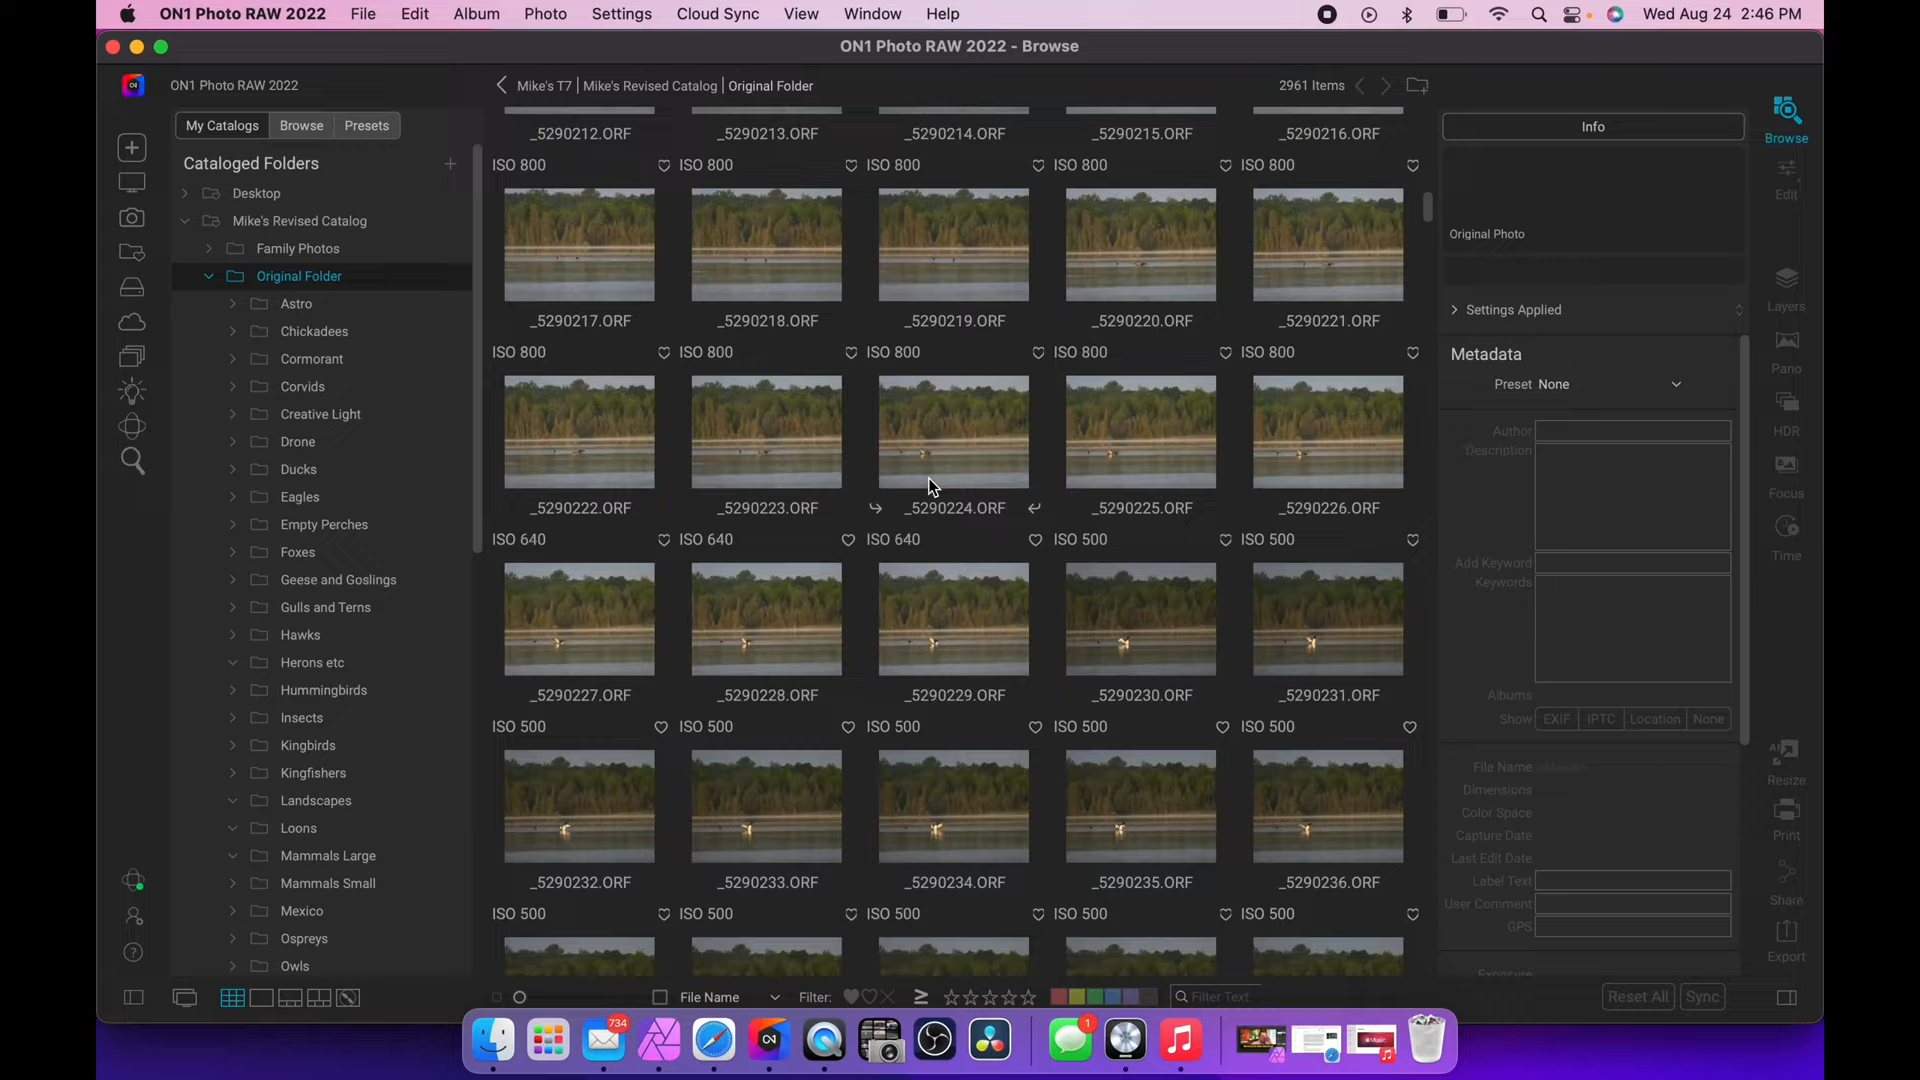 ON1 Photo RAW 2022 File Edit Album Photo Settings Cloud Sync View Window Help Wed Aug 24 2:46 PM
ON1 Photo RAW 2022 - Browse
ON1 Photo RAW 2022 Mike's T7 | Mike's Revised Catalog | Original Folder 2961 Items
My Catalogs Browse Presets
Cataloged Folders
Desktop
Mike's Revised Catalog
Family Photos
Original Folder
Astro
Chickadees
Cormorant
Corvids
Creative Light
Drone
Ducks
Eagles
Empty Perches
Foxes
Geese and Goslings
Gulls and Terns
Hawks
Herons etc
Hummingbirds
Insects
Kingbirds
Kingfishers
Landscapes
Loons
Mammals Large
Mammals Small
Mexico
Ospreys
Owls
_5290212.ORF _5290213.ORF _5290214.ORF _5290215.ORF _5290216.ORF
ISO 800 ISO 800 ISO 800 ISO 800 ISO 800
_5290217.ORF _5290218.ORF _5290219.ORF _5290220.ORF _5290221.ORF
ISO 800 ISO 800 ISO 800 ISO 800 ISO 800
_5290222.ORF _5290223.ORF _5290224.ORF _5290225.ORF _5290226.ORF
ISO 640 ISO 640 ISO 640 ISO 500 ISO 500
_5290227.ORF _5290228.ORF _5290229.ORF _5290230.ORF _5290231.ORF
ISO 500 ISO 500 ISO 500 ISO 500 ISO 500
_5290232.ORF _5290233.ORF _5290234.ORF _5290235.ORF _5290236.ORF
ISO 500 ISO 500 ISO 500 ISO 500 ISO 500
File Name Filter: Filter Text
Info
Original Photo
Settings Applied
Metadata
Preset None
Author
Description
Add Keyword
Keywords
Albums
Show EXIF IPTC Location None
File Name
Dimensions
Color Space
Capture Date
Last Edit Date
Label Text
User Comment
GPS
Exposure
Reset All Sync
Browse
Edit
Layers
Pano
HDR
Focus
Time
AI
Resize
Print
Share
Export
734
1